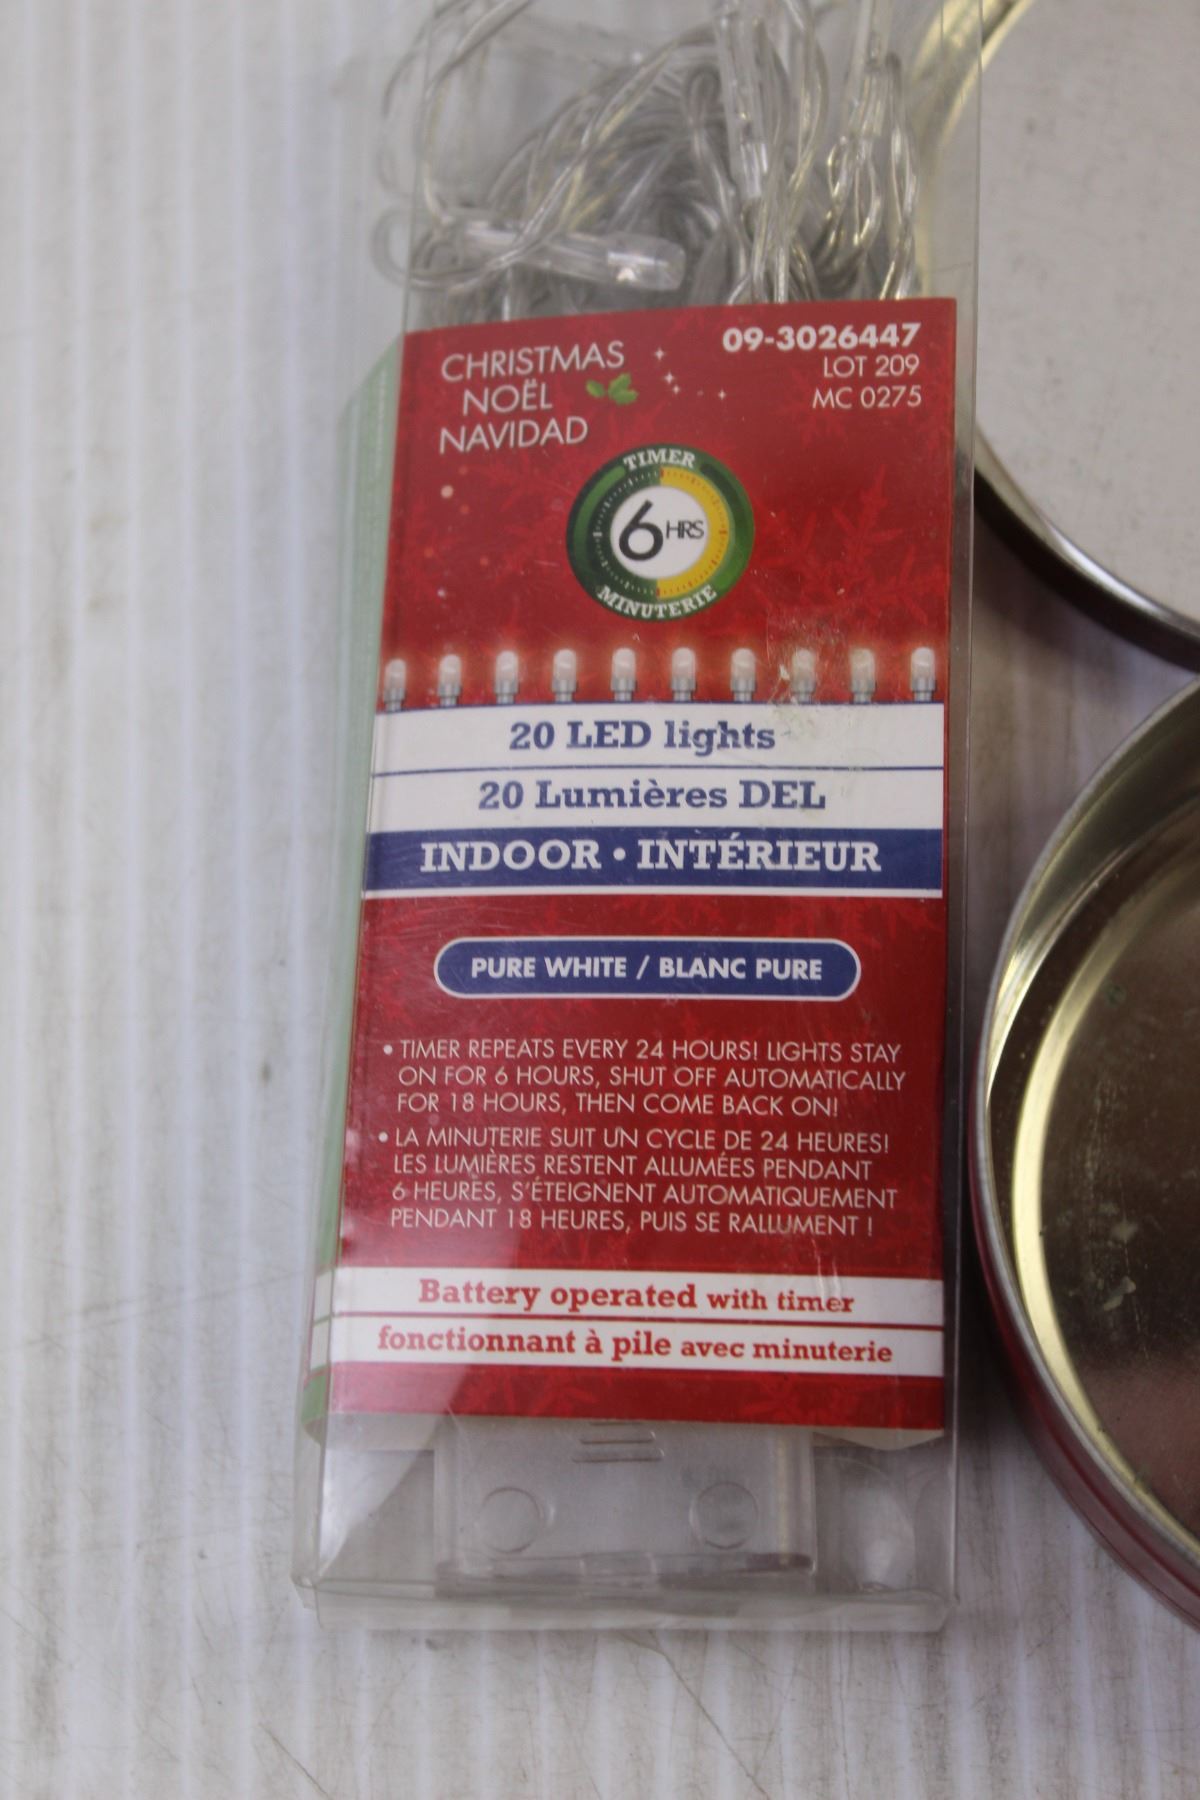 CHRISTMAS
NOËL
NAVIDAD
09-3026447
LOT 209
MC 0275
TIMER
6 HRS
MINUTERIE
20 LED lights
20 Lumières DEL
INDOOR • INTÉRIEUR
PURE WHITE / BLANC PURE
• TIMER REPEATS EVERY 24 HOURS! LIGHTS STAY
ON FOR 6 HOURS, SHUT OFF AUTOMATICALLY
FOR 18 HOURS, THEN COME BACK ON!
• LA MINUTERIE SUIT UN CYCLE DE 24 HEURES!
LES LUMIÈRES RESTENT ALLUMÉES PENDANT
6 HEURES, S'ÉTEIGNENT AUTOMATIQUEMENT
PENDANT 18 HEURES, PUIS SE RALLUMENT !
Battery operated with timer
fonctionnant à pile avec minuterie